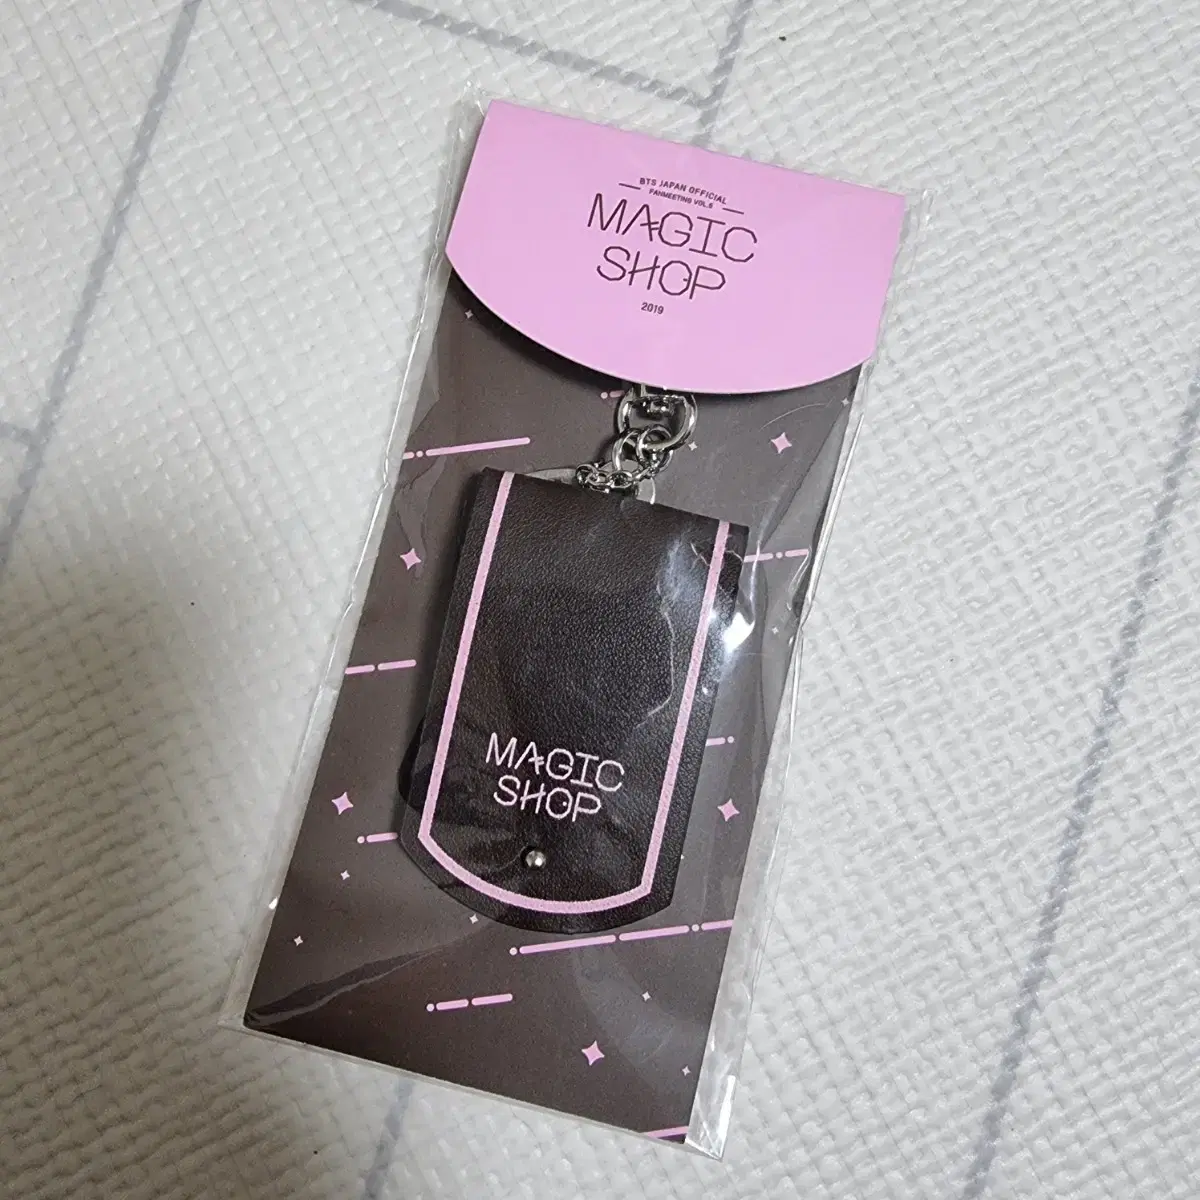 BTS JAPAN OFFICIAL
FANMEETING VOL.5
MAGIC
SHOP
2019
MAGIC
SHOP